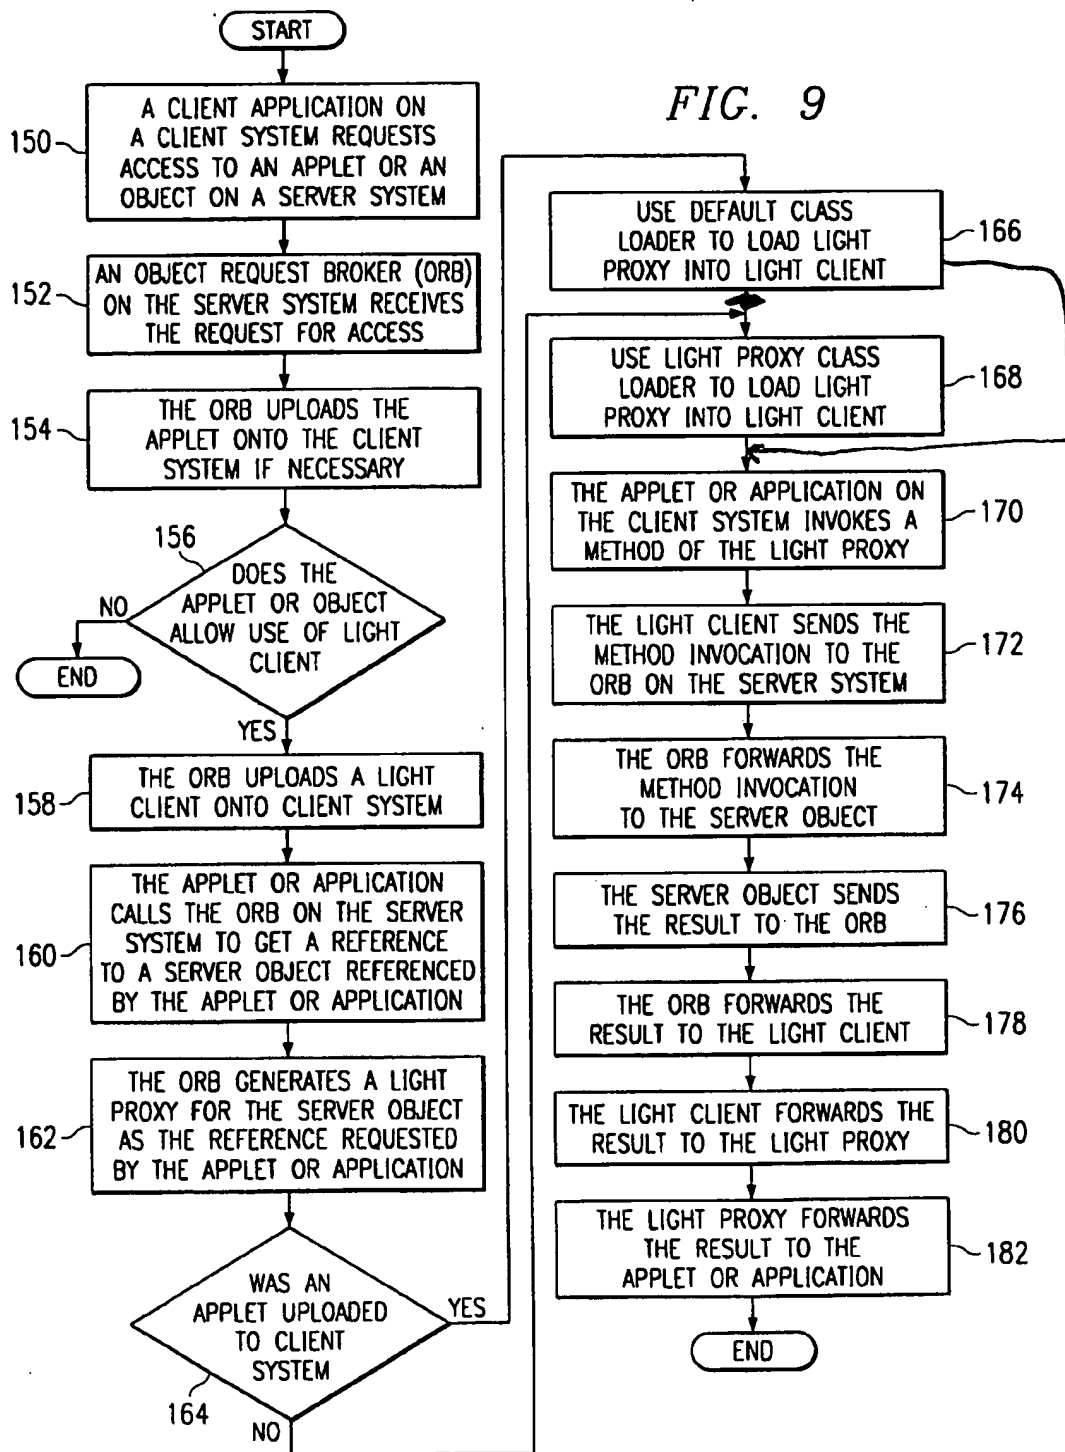 START
FIG. 9
150
A CLIENT APPLICATION ON
A CLIENT SYSTEM REQUESTS
ACCESS TO AN APPLET OR AN
OBJECT ON A SERVER SYSTEM
152
AN OBJECT REQUEST BROKER (ORB)
ON THE SERVER SYSTEM RECEIVES
THE REQUEST FOR ACCESS
154
THE ORB UPLOADS THE
APPLET ONTO THE CLIENT
SYSTEM IF NECESSARY
156
DOES THE
APPLET OR OBJECT
ALLOW USE OF LIGHT
CLIENT
NO
END
YES
158
THE ORB UPLOADS A LIGHT
CLIENT ONTO CLIENT SYSTEM
160
THE APPLET OR APPLICATION
CALLS THE ORB ON THE SERVER
SYSTEM TO GET A REFERENCE
TO A SERVER OBJECT REFERENCED
BY THE APPLET OR APPLICATION
162
THE ORB GENERATES A LIGHT
PROXY FOR THE SERVER OBJECT
AS THE REFERENCE REQUESTED
BY THE APPLET OR APPLICATION
WAS AN
APPLET UPLOADED
TO CLIENT
SYSTEM
YES
164
NO
USE DEFAULT CLASS
LOADER TO LOAD LIGHT
PROXY INTO LIGHT CLIENT
166
USE LIGHT PROXY CLASS
LOADER TO LOAD LIGHT
PROXY INTO LIGHT CLIENT
168
THE APPLET OR APPLICATION ON
THE CLIENT SYSTEM INVOKES A
METHOD OF THE LIGHT PROXY
170
THE LIGHT CLIENT SENDS THE
METHOD INVOCATION TO THE
ORB ON THE SERVER SYSTEM
172
THE ORB FORWARDS THE
METHOD INVOCATION
TO THE SERVER OBJECT
174
THE SERVER OBJECT SENDS
THE RESULT TO THE ORB
176
THE ORB FORWARDS THE
RESULT TO THE LIGHT CLIENT
178
THE LIGHT CLIENT FORWARDS THE
RESULT TO THE LIGHT PROXY
180
THE LIGHT PROXY FORWARDS
THE RESULT TO THE
APPLET OR APPLICATION
182
END